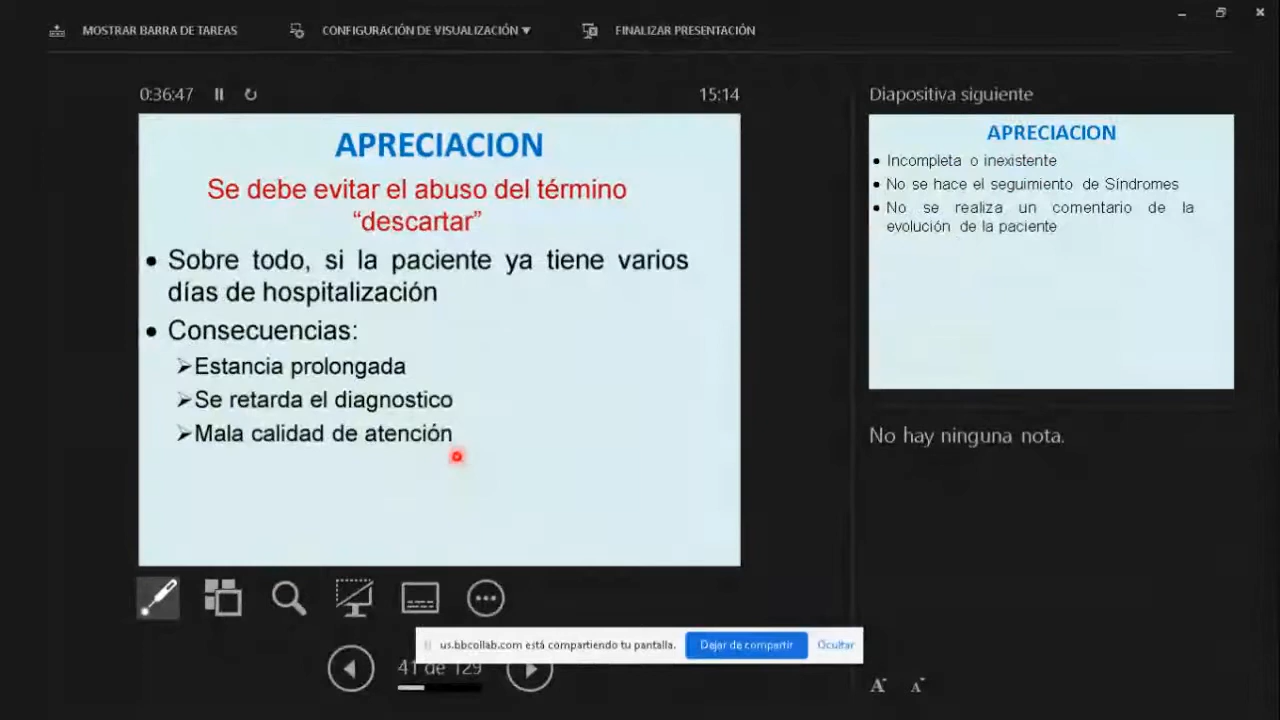 MOSTRAR BARRA DE TAREAS
CONFIGURACIÓN DE VISUALIZACIÓN
FINALIZAR PRESENTACIÓN
0:36:47
15:14
APRECIACION
Se debe evitar el abuso del término
“descartar”
• Sobre todo, si la paciente ya tiene varios
días de hospitalización
• Consecuencias:
➢Estancia prolongada
➢Se retarda el diagnostico
➢Mala calidad de atención
Diapositiva siguiente
APRECIACION
• Incompleta o inexistente
• No se hace el seguimiento de Síndromes
• No se realiza un comentario de la
evolución de la paciente
No hay ninguna nota.
us.bbcollab.com está compartiendo tu pantalla.
Dejar de compartir
Ocultar
41 de 129
A A